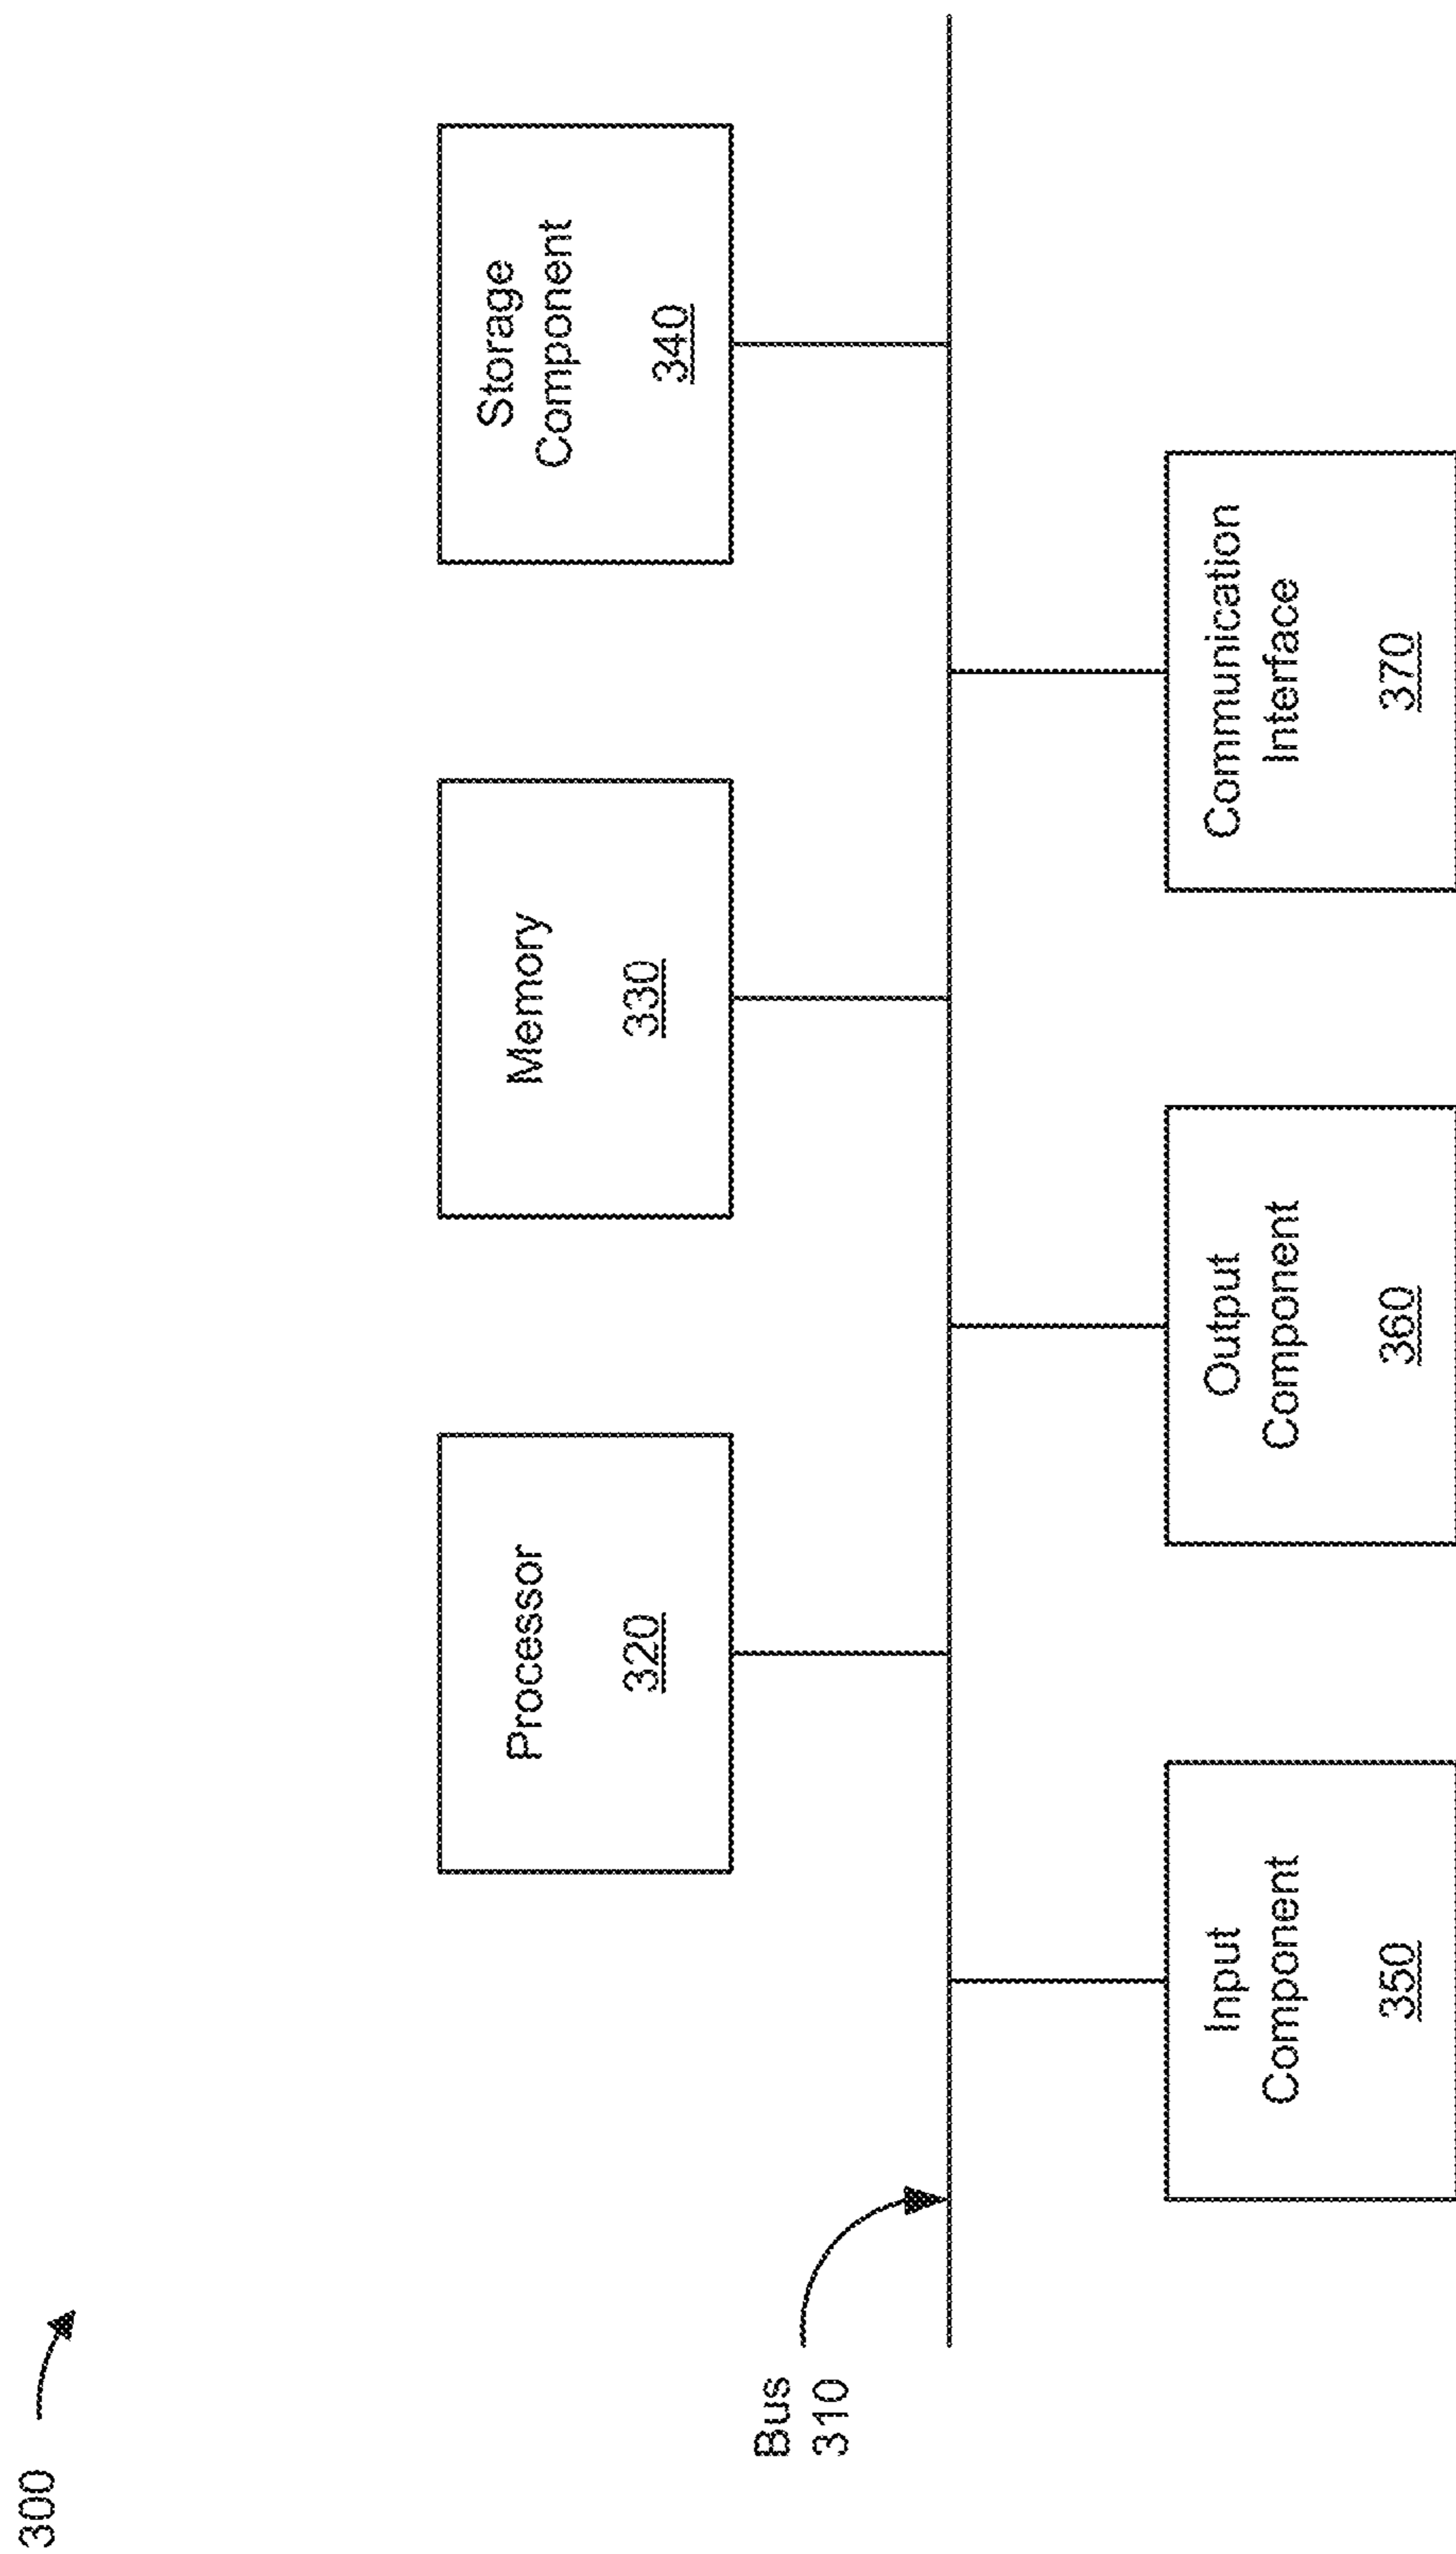 300
Processor
320
Memory
330
Storage
Component
340
Bus
310
Input
Component
350
Output
Component
360
Communication
Interface
370